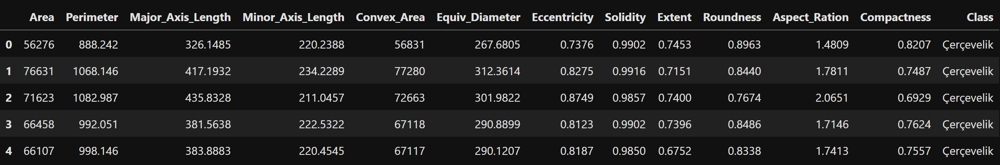 Area Perimeter Major_Axis_Length Minor_Axis_Length Convex_Area Equiv_Diameter Eccentricity Solidity Extent Roundness Aspect_Ration Compactness Class
0 56276 888.242 326.1485 220.2388 56831 267.6805 0.7376 0.9902 0.7453 0.8963 1.4809 0.8207 Çerçevelik
1 76631 1068.146 417.1932 234.2289 77280 312.3614 0.8275 0.9916 0.7151 0.8440 1.7811 0.7487 Çerçevelik
2 71623 1082.987 435.8328 211.0457 72663 301.9822 0.8749 0.9857 0.7400 0.7674 2.0651 0.6929 Çerçevelik
3 66458 992.051 381.5638 222.5322 67118 290.8899 0.8123 0.9902 0.7396 0.8486 1.7146 0.7624 Çerçevelik
4 66107 998.146 383.8883 220.4545 67117 290.1207 0.8187 0.9850 0.6752 0.8338 1.7413 0.7557 Çerçevelik